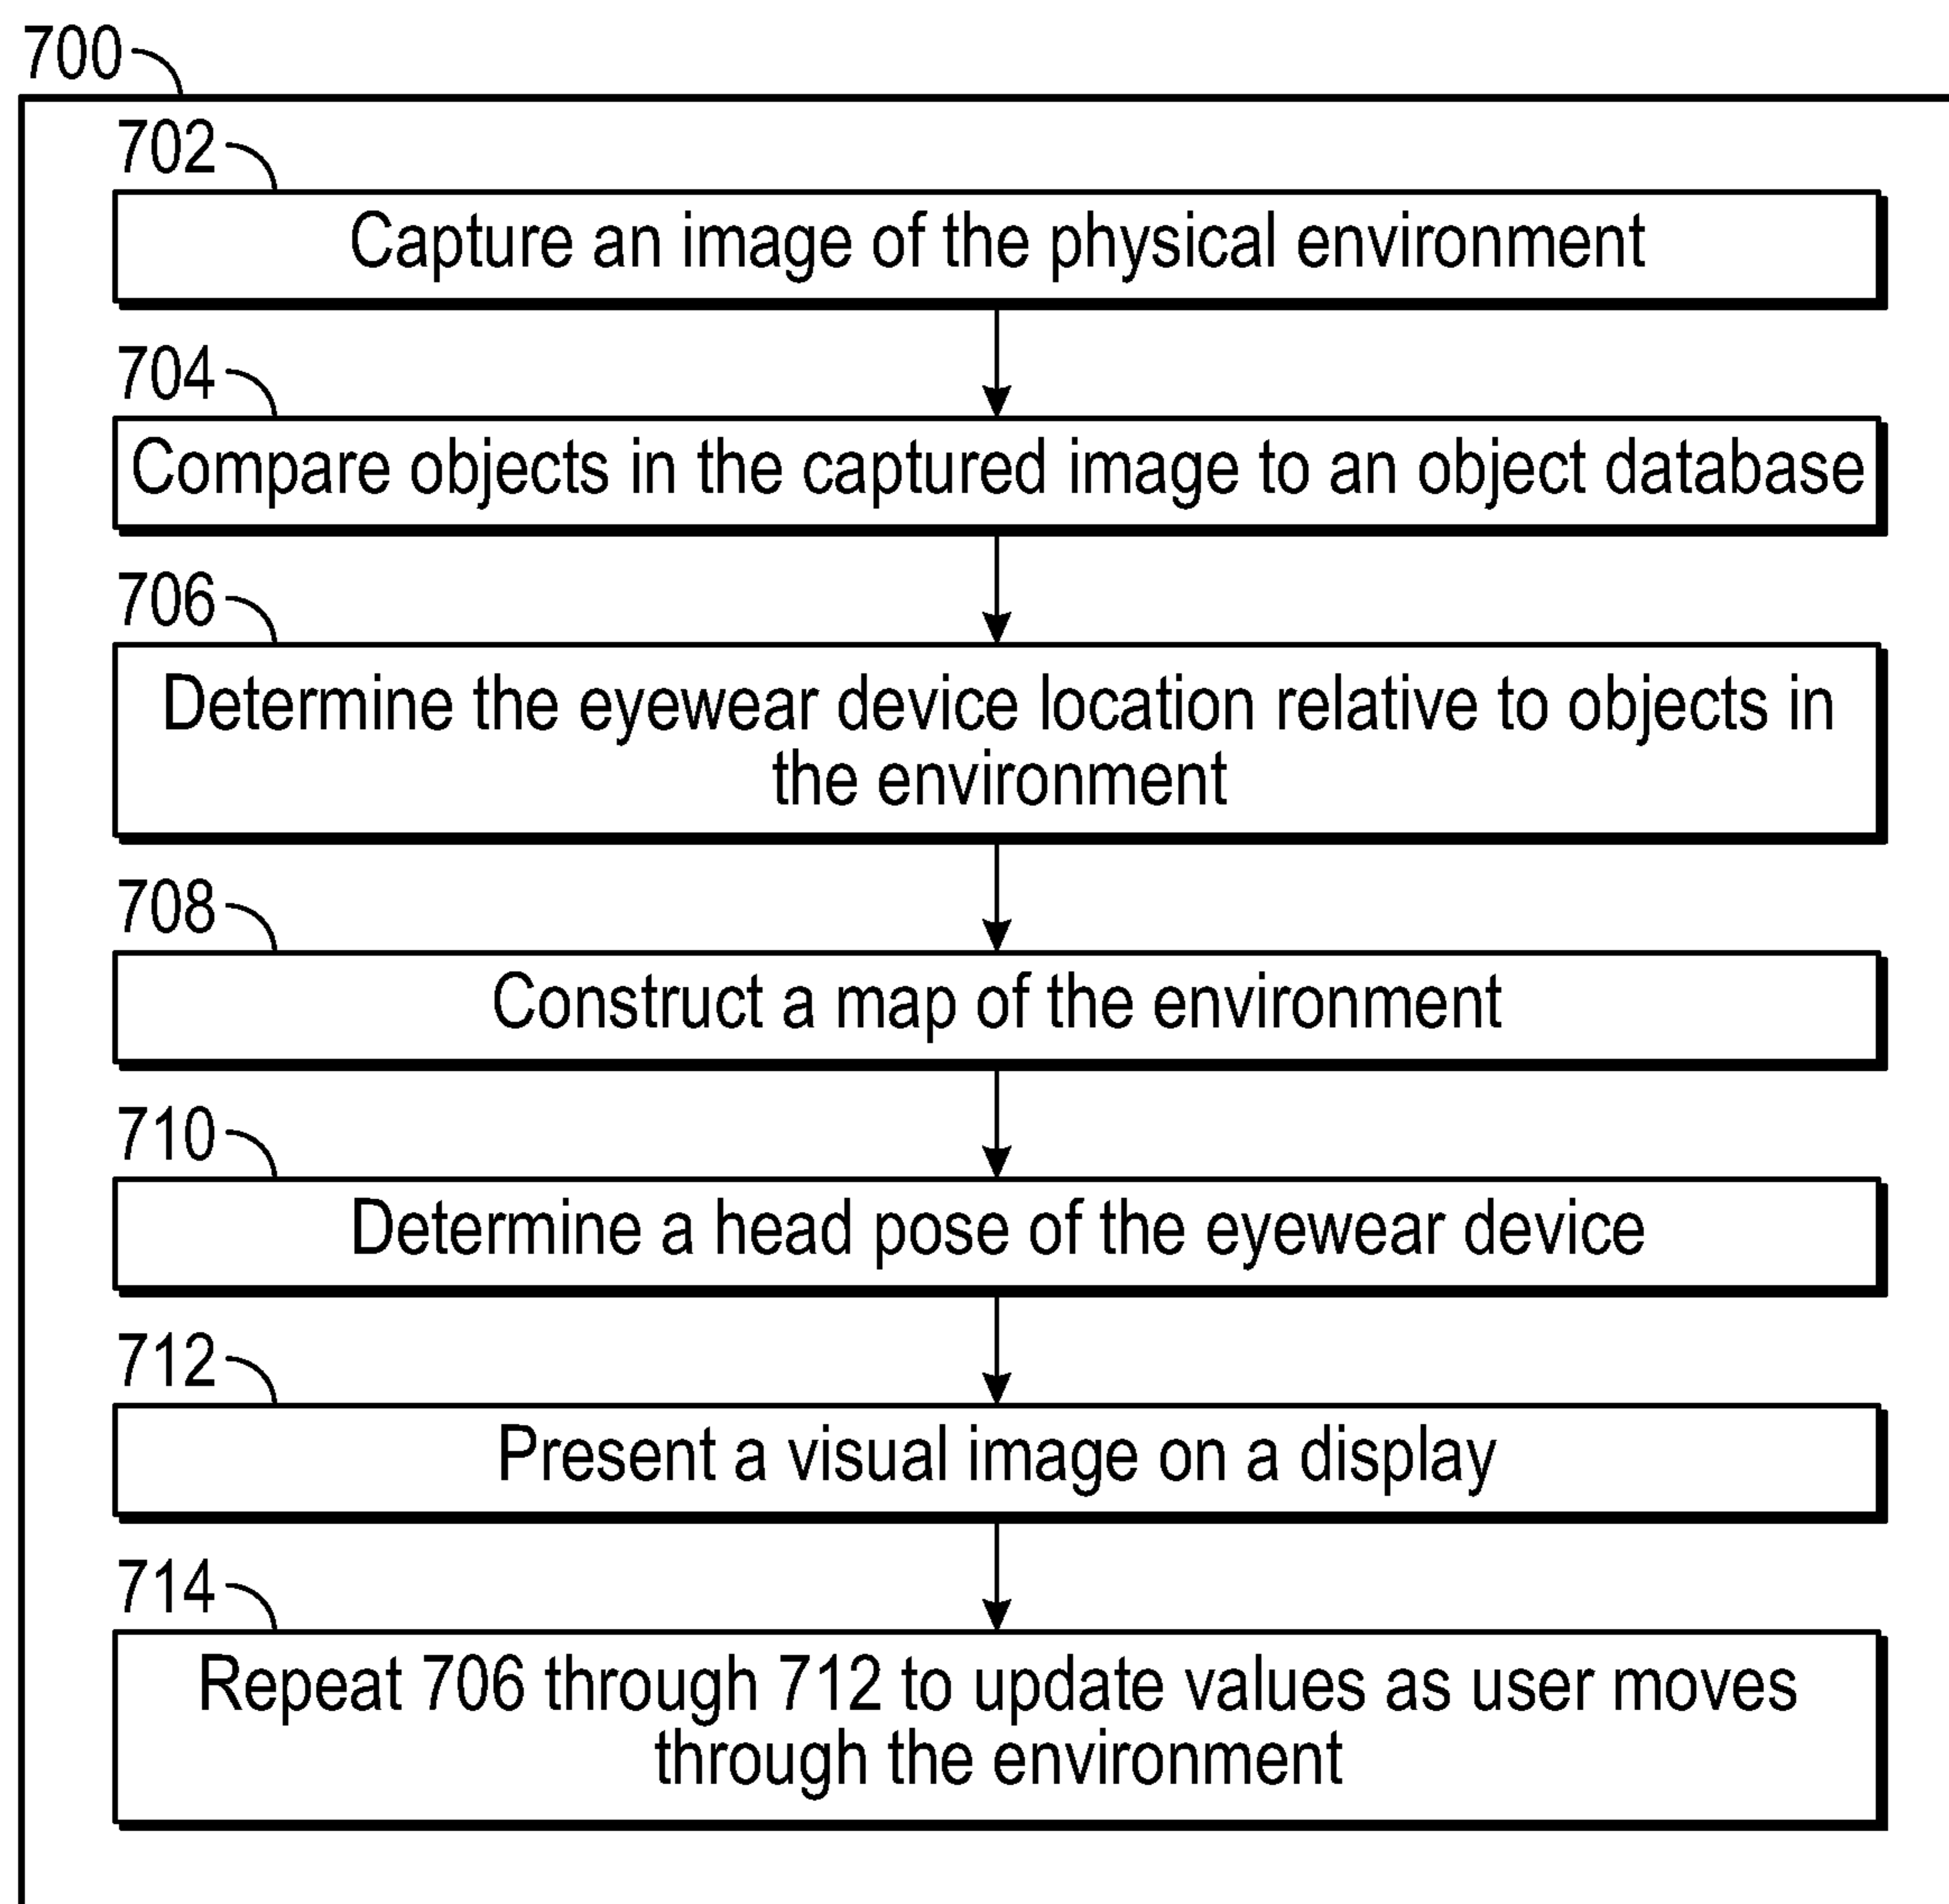 700
702
Capture an image of the physical environment
704
Compare objects in the captured image to an object database
706
Determine the eyewear device location relative to objects in
the environment
708
Construct a map of the environment
710
Determine a head pose of the eyewear device
712
Present a visual image on a display
714
Repeat 706 through 712 to update values as user moves
through the environment